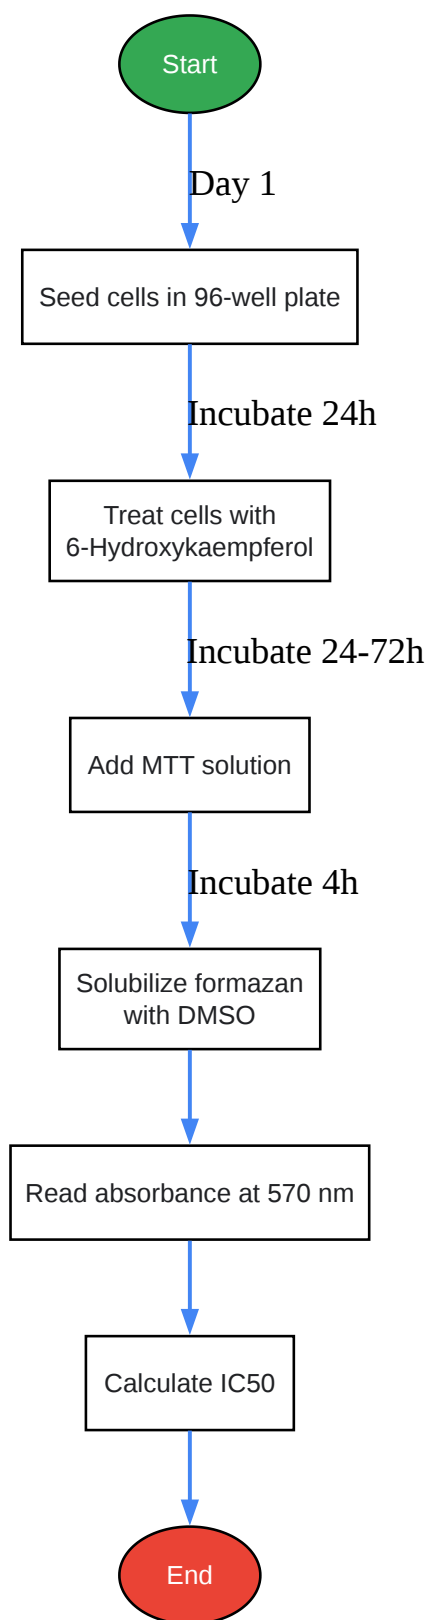 Start
Day 1
Seed cells in 96-well plate
Incubate 24h
Treat cells with
6-Hydroxykaempferol
Incubate 24-72h
Add MTT solution
Incubate 4h
Solubilize formazan
with DMSO
Read absorbance at 570 nm
Calculate IC50
End